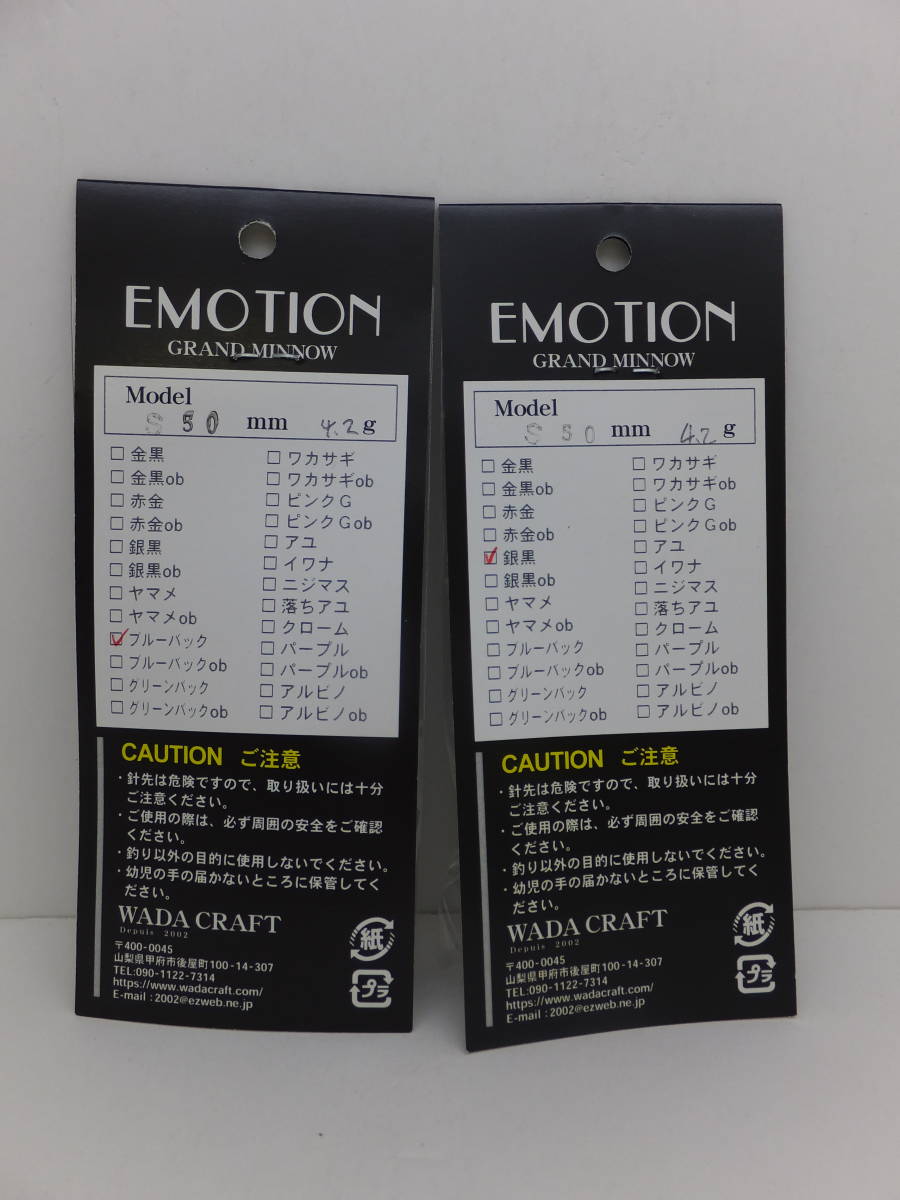 EMOTION
GRAND MINNOW
Model
S 50 mm 4.2g
金黒
金黒ob
赤金
赤金ob
銀黒
銀黒ob
ヤマメ
ヤマメob
ブルーバック
ブルーバックob
グリーンバック
グリーンバックob
ワカサギ
ワカサギob
ピンクG
ピンクGob
アユ
イワナ
ニジマス
落ちアユ
クローム
パープル
パープルob
アルビノ
アルビノob
CAUTION ご注意
・針先は危険ですので、取り扱いには十分
ご注意ください。
・ご使用の際は、必ず周囲の安全をご確認
ください。
・釣り以外の目的に使用しないでください。
・幼児の手の届かないところに保管してく
ださい。
WADA CRAFT
Depuis 2002
〒400-0045
山梨県甲府市後屋町100-14-307
TEL:090-1122-7314
https://www.wadacraft.com/
E-mail : 2002@ezweb.ne.jp
紙
プラ
EMOTION
GRAND MINNOW
Model
S 50 mm 4.2g
金黒
金黒ob
赤金
赤金ob
銀黒
銀黒ob
ヤマメ
ヤマメob
ブルーバック
ブルーバックob
グリーンバック
グリーンバックob
ワカサギ
ワカサギob
ピンクG
ピンクGob
アユ
イワナ
ニジマス
落ちアユ
クローム
パープル
パープルob
アルビノ
アルビノob
CAUTION ご注意
・針先は危険ですので、取り扱いには十分
ご注意ください。
・ご使用の際は、必ず周囲の安全をご確認
ください。
・釣り以外の目的に使用しないでください。
・幼児の手の届かないところに保管してく
ださい。
WADA CRAFT
Depuis 2002
〒400-0045
山梨県甲府市後屋町100-14-307
TEL:090-1122-7314
https://www.wadacraft.com/
E-mail : 2002@ezweb.ne.jp
紙
プラ